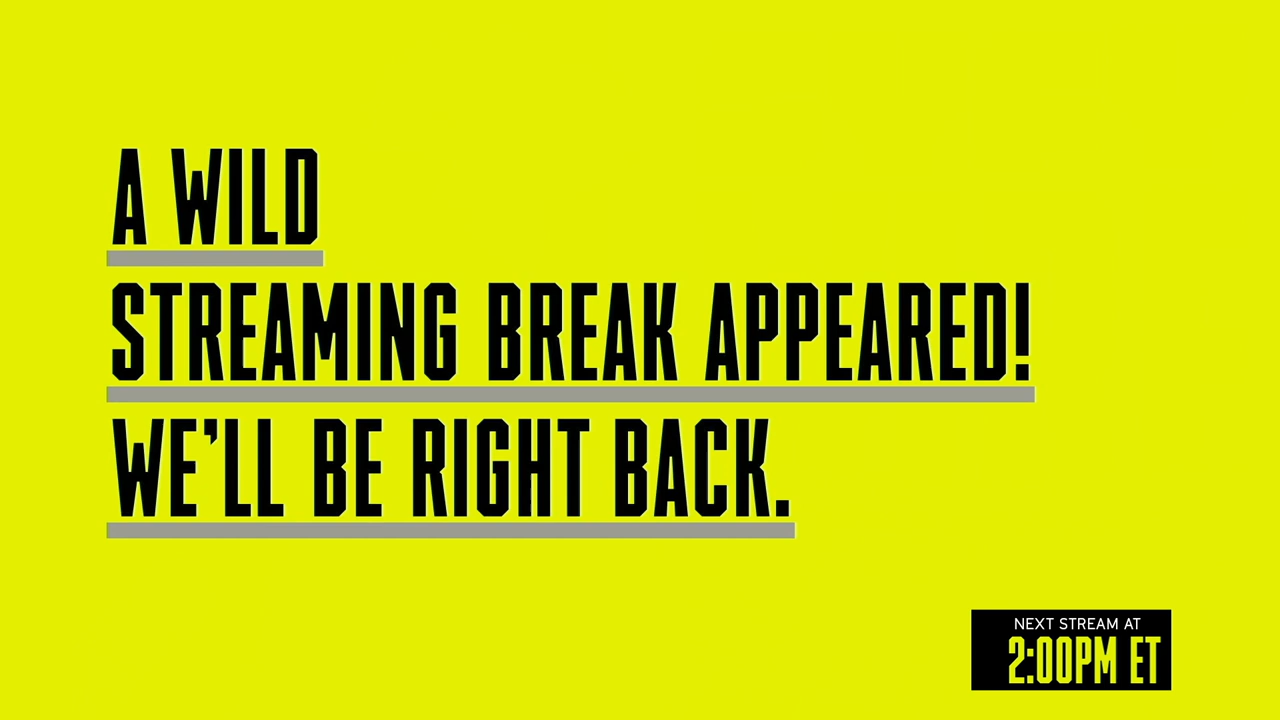 A WILD
STREAMING BREAK APPEARED!
WE’LL BE RIGHT BACK.
NEXT STREAM AT
2:00PM ET